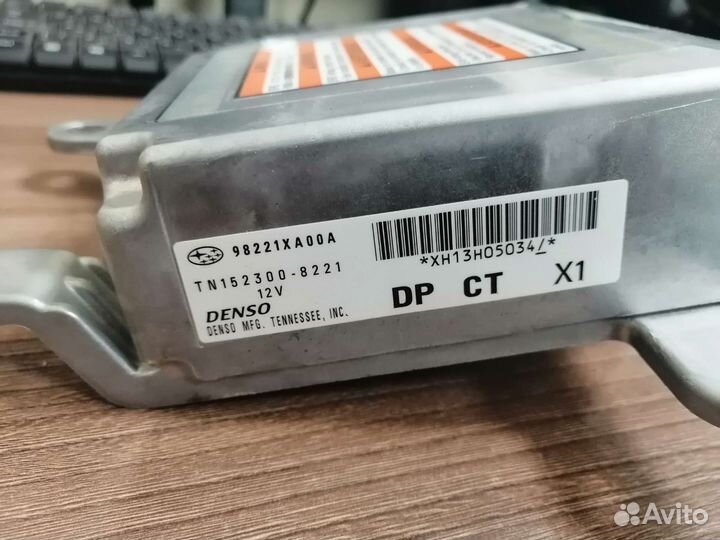 98221XA00A
TN152300-8221
12V
DENSO
DENSO MFG. TENNESSEE, INC.
*XH13H05034/*
DP CT X1
Avito